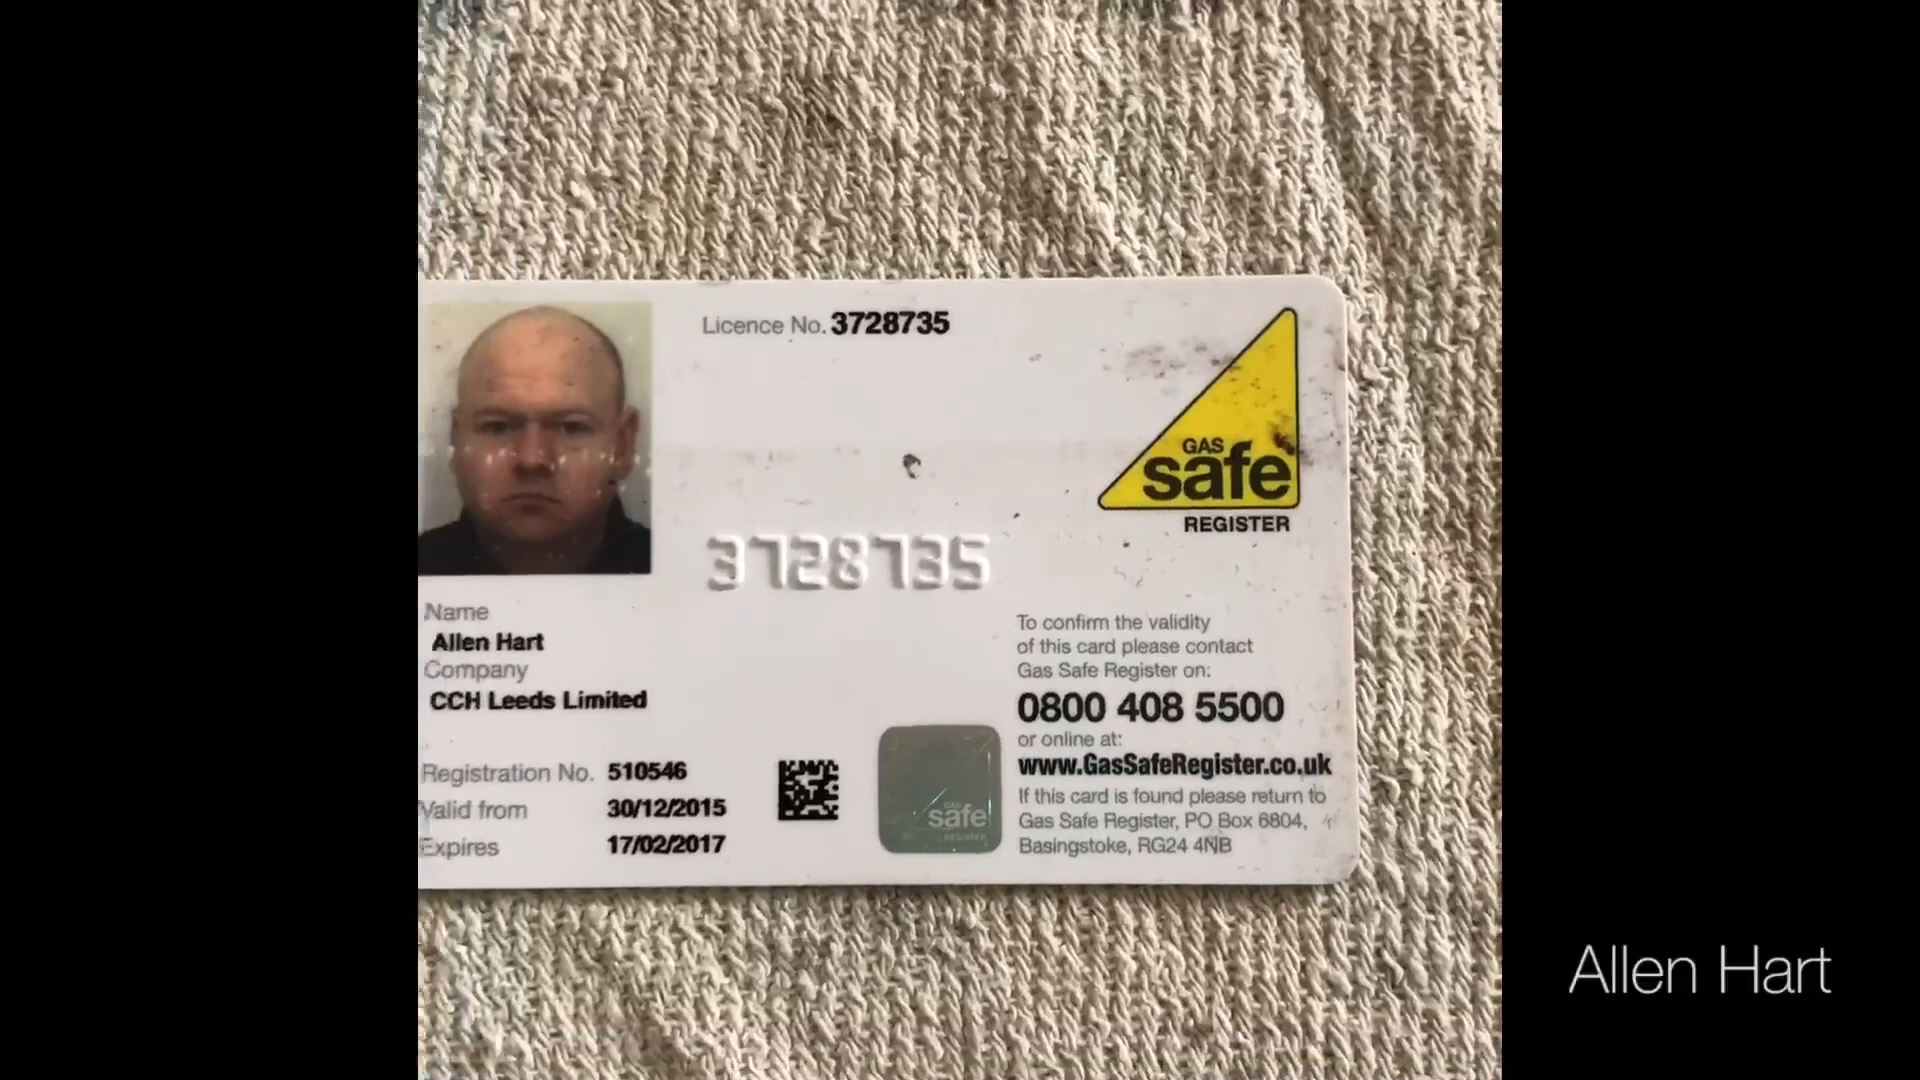 Licence No. 3728735
GAS
safe
REGISTER
3728735
Name
Allen Hart
Company
CCH Leeds Limited
Registration No. 510546
Valid from 30/12/2015
Expires 17/02/2017
GAS
safe
REGISTER
To confirm the validity
of this card please contact
Gas Safe Register on:
0800 408 5500
or online at:
www.GasSafeRegister.co.uk
If this card is found please return to
Gas Safe Register, PO Box 6804,
Basingstoke, RG24 4NB
Allen Hart